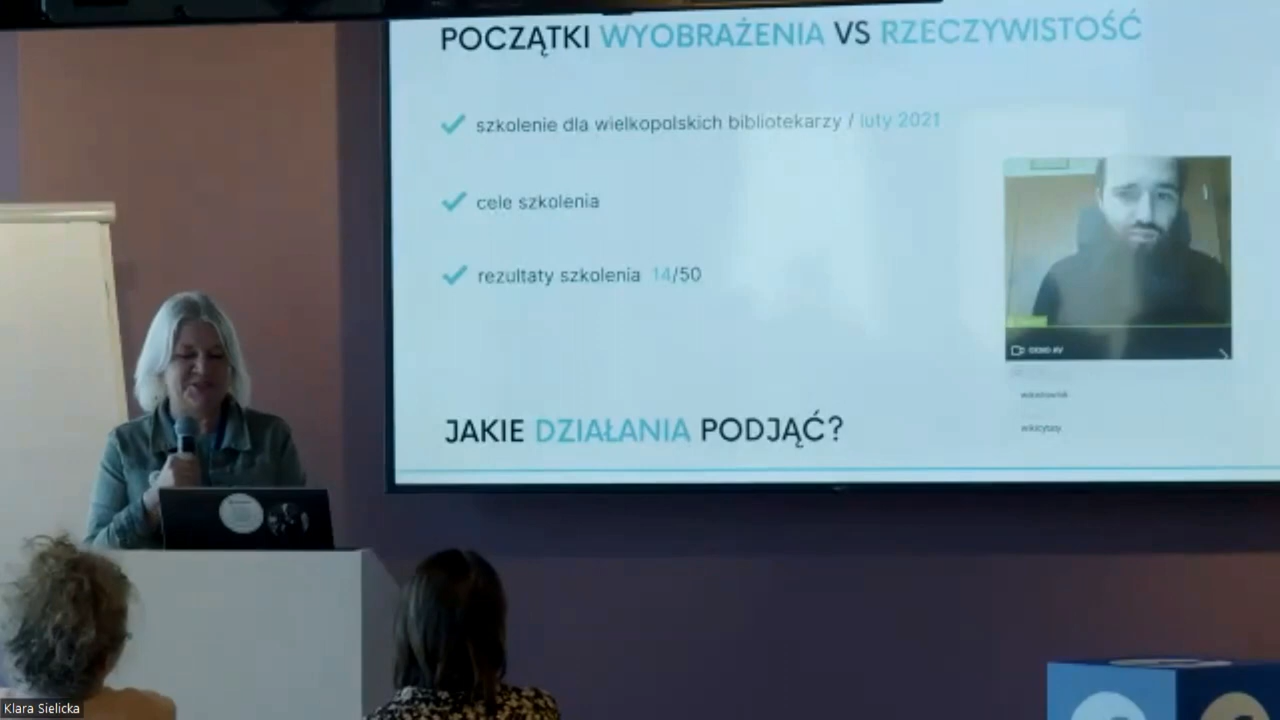 POCZĄTKI WYOBRAŻENIA VS RZECZYWISTOŚĆ
szkolenie dla wielkopolskich bibliotekarzy / luty 2021
cele szkolenia
rezultaty szkolenia 14/50
wikicytaty
JAKIE DZIAŁANIA PODJĄĆ?
Klara Sielicka